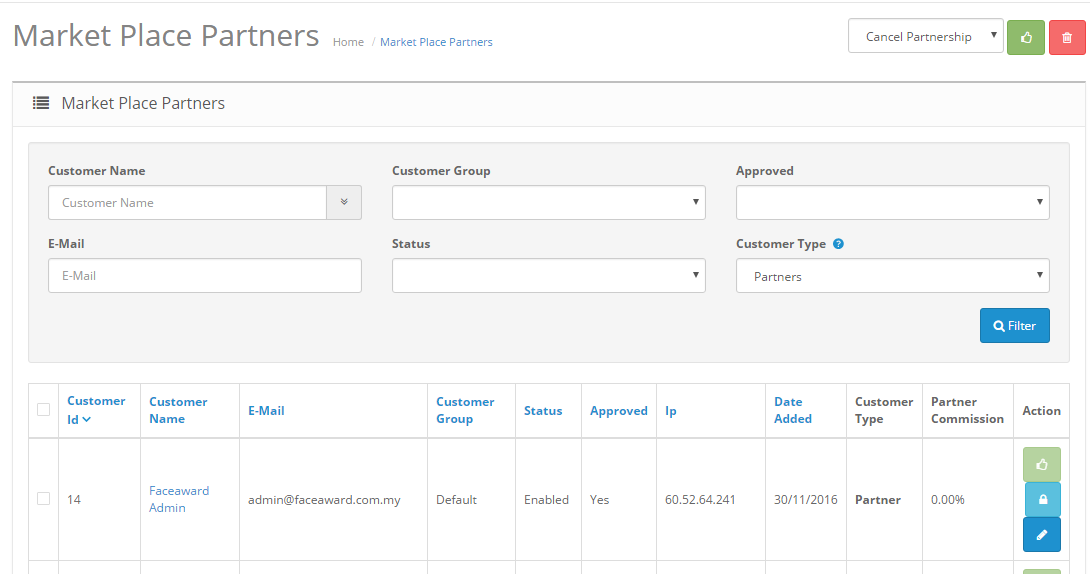 Market Place Partners Home / Market Place Partners Cancel Partnership
Market Place Partners
Customer Name Customer Group Approved
Customer Name
E-Mail Status Customer Type
E-Mail Partners
Filter
Customer Id Customer Name E-Mail Customer Group Status Approved Ip Date Added Customer Type Partner Commission Action
14 Faceaward Admin admin@faceaward.com.my Default Enabled Yes 60.52.64.241 30/11/2016 Partner 0.00%